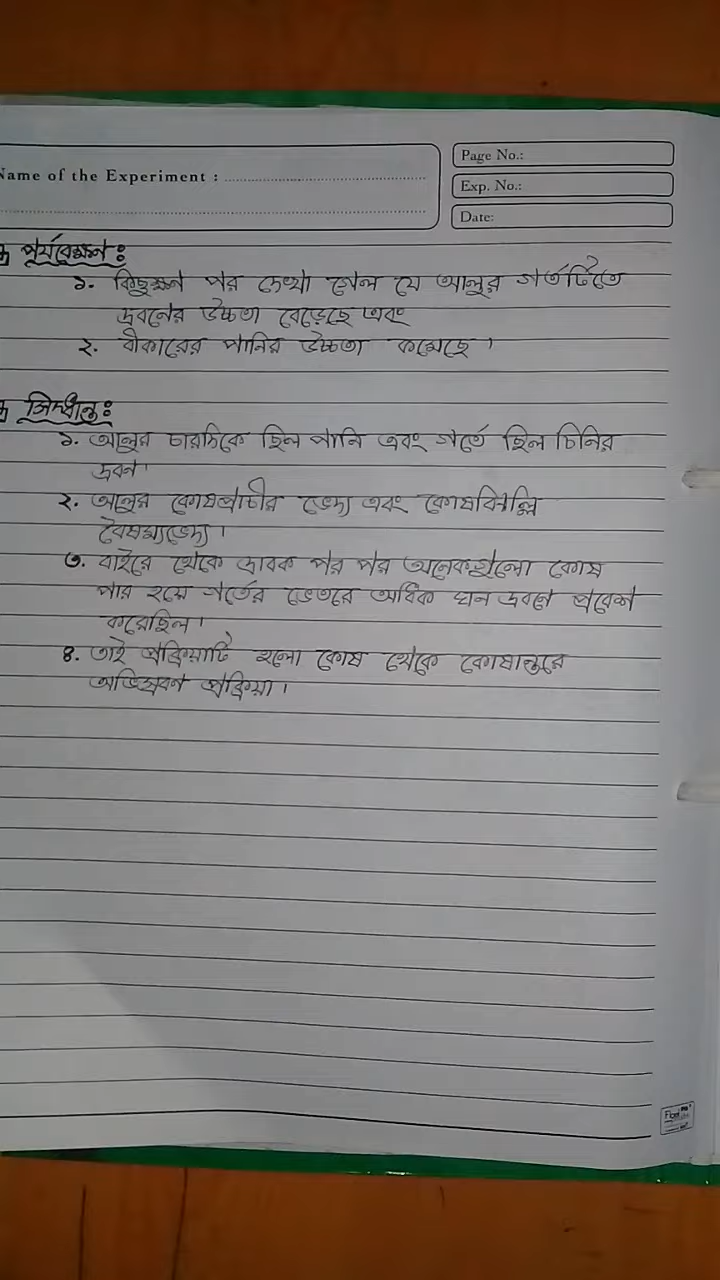 Name of the Experiment :
Page No.:
Exp. No.:
Date:
পর্যবেক্ষণ :
১. কিছুক্ষণ পর দেখা গেল যে আলুর গর্তটিতে
দ্রবনের উচ্চতা বেড়েছে এবং
২. বীকারের পানির উচ্চতা কমেছে।
সিদ্ধান্ত :
১. আলুর চারদিকে ছিল পানি এবং গর্তে ছিল চিনির
দ্রবন।
২. আলুর কোষপ্রাচীর ভেদ্য এবং কোষঝিল্লি
বৈষম্যভেদ্য।
৩. বাইরে থেকে দ্রাবক পর পর অনেকগুলো কোষ
পার হয়ে গর্তের ভেতরে অধিক ঘন দ্রবণে প্রবেশ
করেছিল।
৪. তাই প্রক্রিয়াটি হলো কোষ থেকে কোষান্তরে
অভিস্রবণ প্রক্রিয়া।